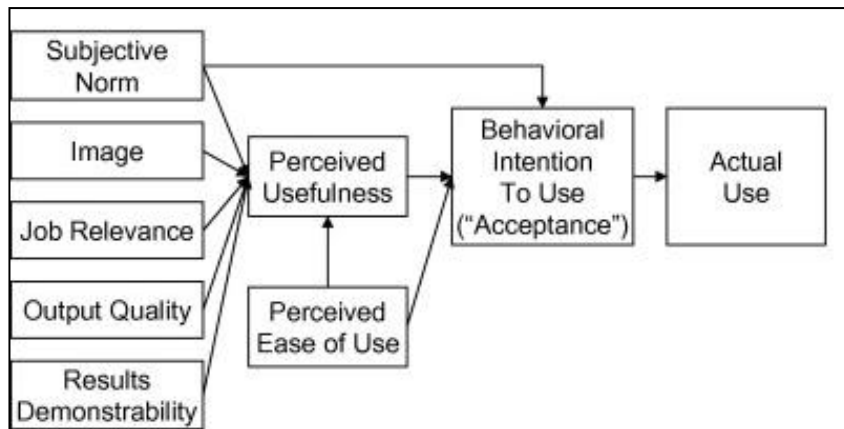 Subjective
Norm
Image
Job Relevance
Output Quality
Results
Demonstrability
Perceived
Usefulness
Perceived
Ease of Use
Behavioral
Intention
To Use
(“Acceptance”)
Actual
Use